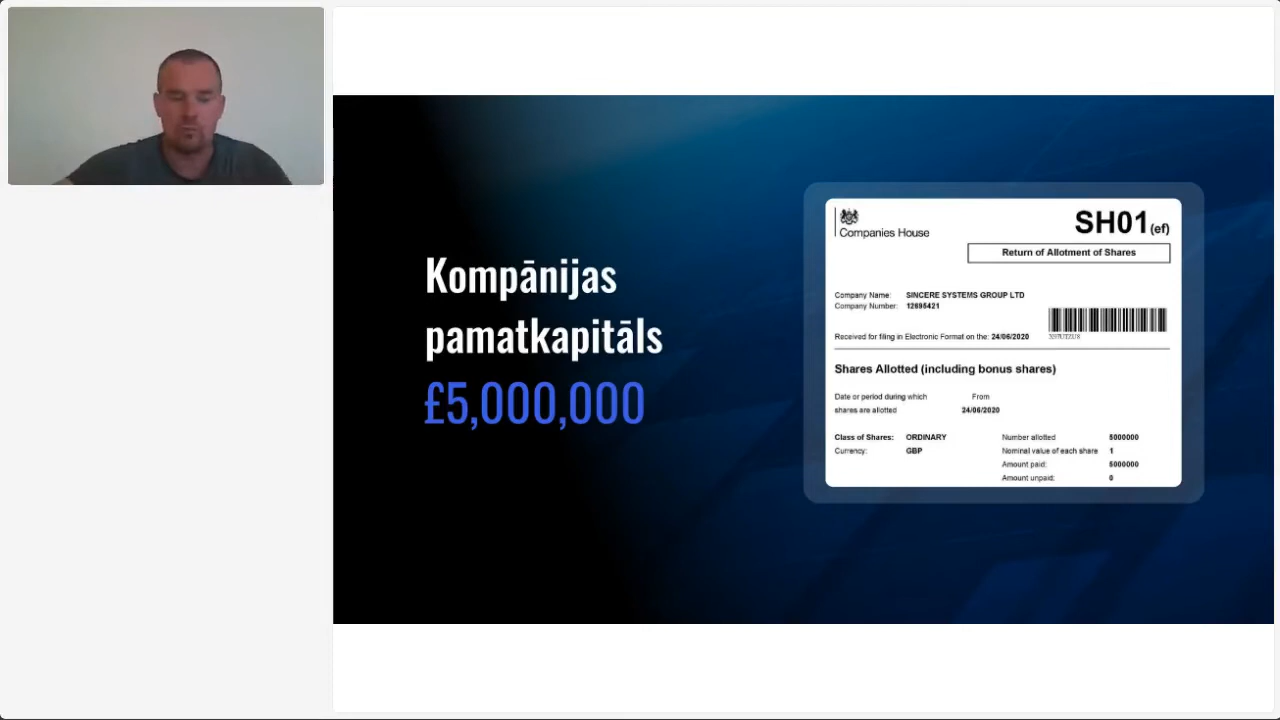 Kompānijas
pamatkapitāls
£5,000,000
Companies House
SH01(ef)
Return of Allotment of Shares
Company Name: SINCERE SYSTEMS GROUP LTD
Company Number: 12695421
Received for filing in Electronic Format on the: 24/06/2020
Shares Allotted (including bonus shares)
Date or period during which From
shares are allotted 24/06/2020
Class of Shares: ORDINARY Number allotted 5000000
Currency: GBP Nominal value of each share 1
Amount paid: 5000000
Amount unpaid: 0